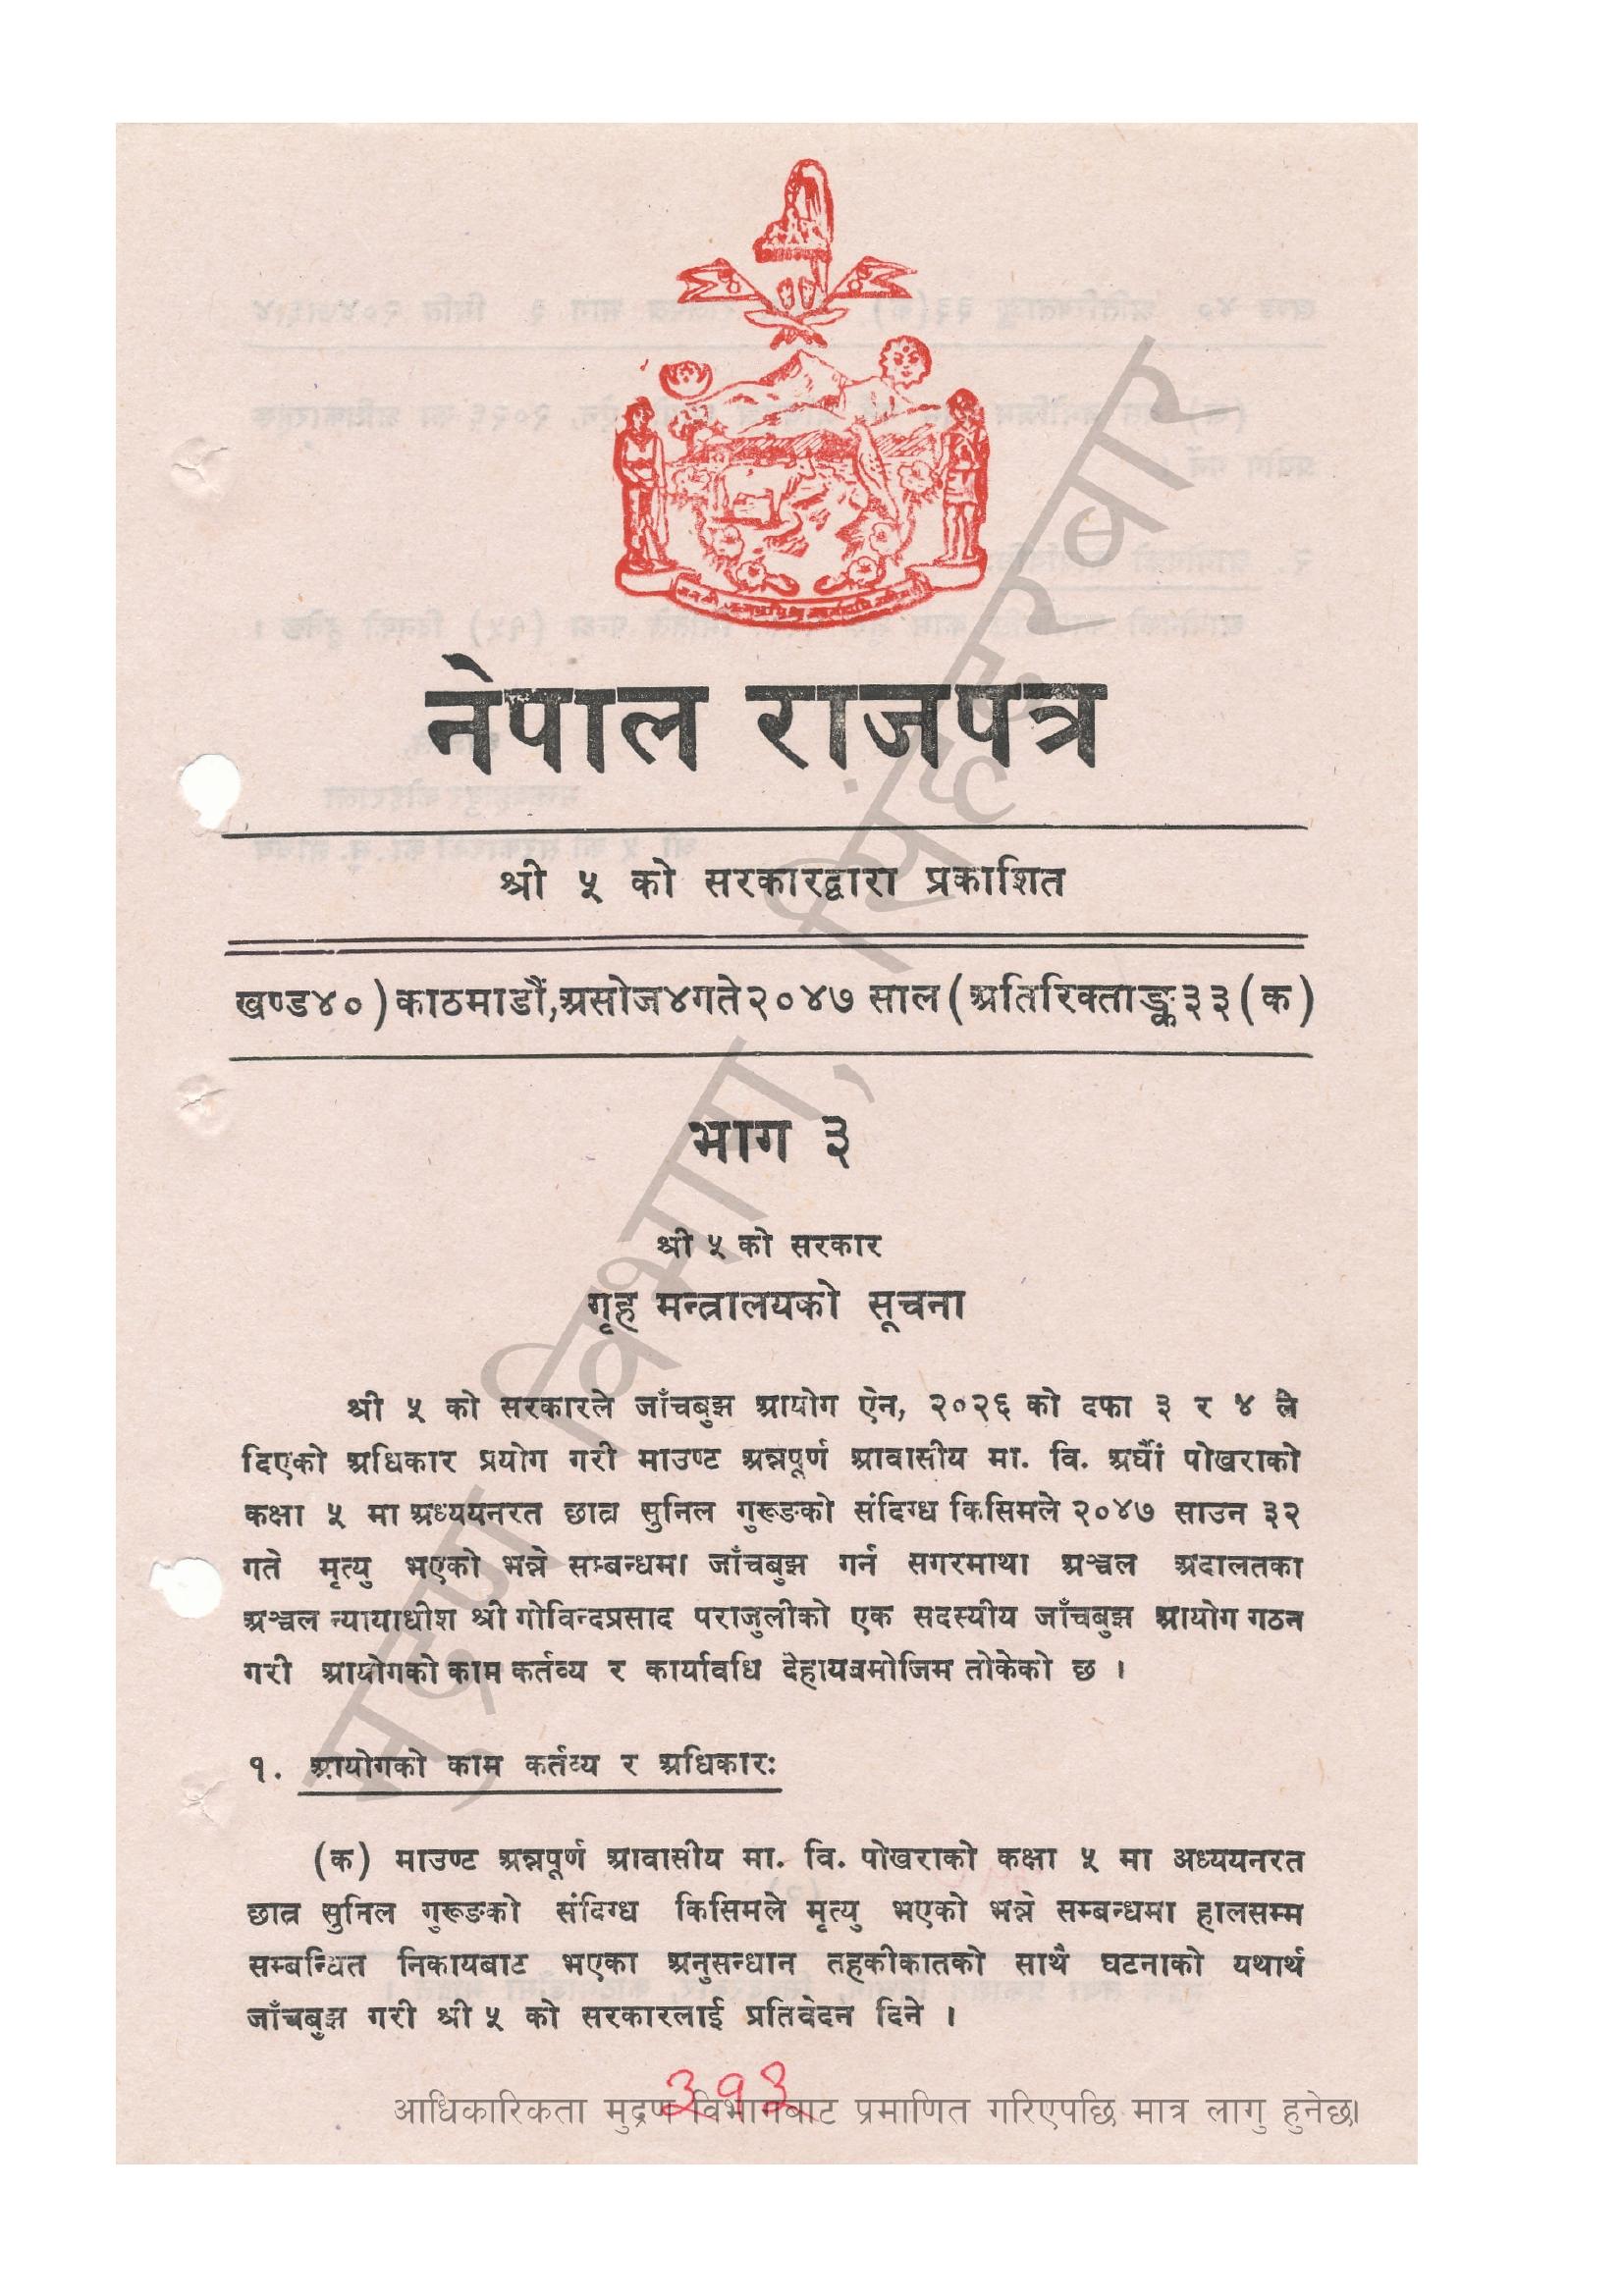 नेपाल राजपत्र
श्री ५ को सरकारद्वारा प्रकाशित
खण्ड४०) काठमाडौं,असोज४गते२०४७ साल (अतिरिक्ताङ्क३३(क)
भाग ३
श्री ५ को सरकार
गृह मन्त्रालयको सूचना
श्री ५ को सरकारले जाँचबुझ आयोग ऐन, २०२६ को दफा ३ र ४ ले
दिएको अधिकार प्रयोग गरी माउण्ट अन्नपूर्ण आवासीय मा. वि. अर्घौं पोखराको
कक्षा ५ मा अध्ययनरत छात्र सुनिल गुरूङको संदिग्ध किसिमले २०४७ साउन ३२
गते मृत्यु भएको भन्ने सम्बन्धमा जाँचबुझ गर्न सगरमाथा अञ्चल अदालतका
अञ्चल न्यायाधीश श्री गोविन्दप्रसाद पराजुलीको एक सदस्यीय जाँचबुझ आयोग गठन
गरी आयोगको काम कर्तव्य र कार्यावधि देहायबमोजिम तोकेको छ ।
१. आयोगको काम कर्तव्य र अधिकारः
(क) माउण्ट अन्नपूर्ण आवासीय मा. वि. पोखराको कक्षा ५ मा अध्ययनरत
छात्र सुनिल गुरूङको संदिग्ध किसिमले मृत्यु भएको भन्ने सम्बन्धमा हालसम्म
सम्बन्धित निकायबाट भएका अनुसन्धान तहकीकातको साथै घटनाको यथार्थ
जाँचबुझ गरी श्री ५ को सरकारलाई प्रतिवेदन दिने ।
३१३
आधिकारिकता मुद्रण विभागबाट प्रमाणित गरिएपछि मात्र लागु हुनेछ।
मुद्रण विभाग, सिंहदरबार